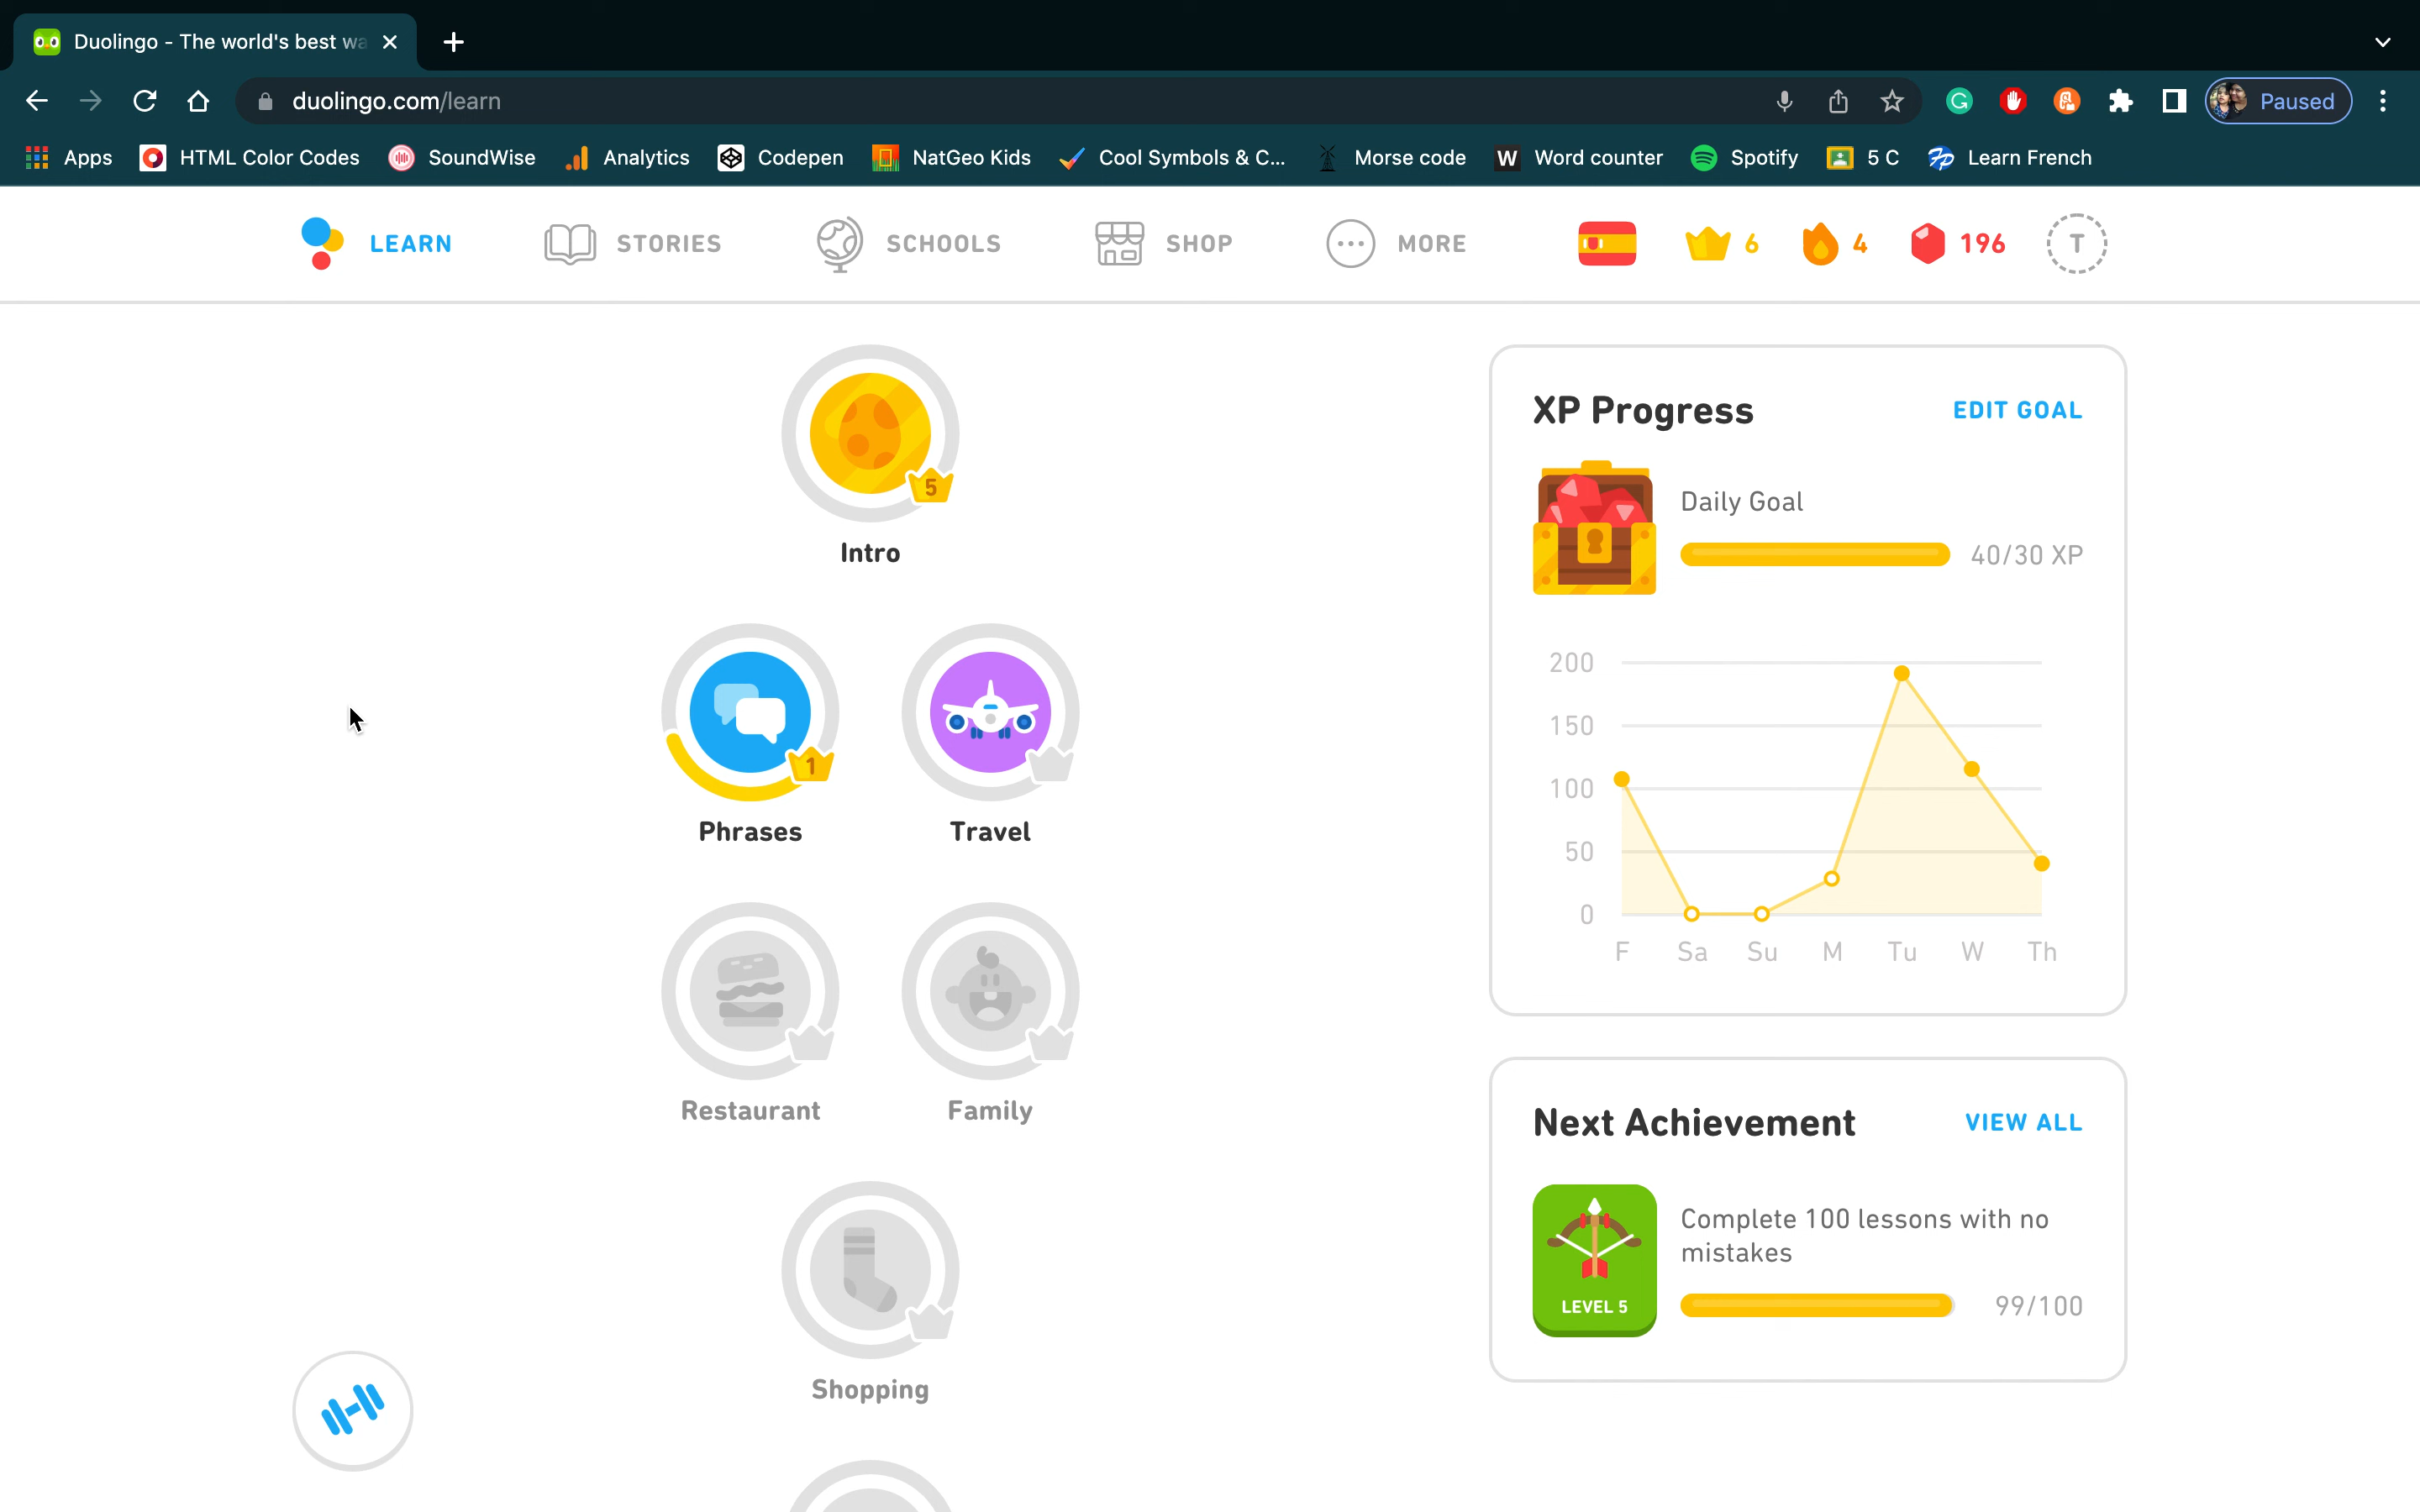 Duolingo - The world's best wa
duolingo.com/learn
Paused
Apps
HTML Color Codes
SoundWise
Analytics
Codepen
NatGeo Kids
Cool Symbols & C...
Morse code
W
Word counter
Spotify
5 C
Learn French
LEARN
STORIES
SCHOOLS
SHOP
MORE
6
4
196
T
5
Intro
1
Phrases
Travel
Restaurant
Family
Shopping
XP Progress
EDIT GOAL
Daily Goal
40/30 XP
200
150
100
50
0
F Sa Su M Tu W Th
Next Achievement
VIEW ALL
Complete 100 lessons with no
mistakes
LEVEL 5
99/100